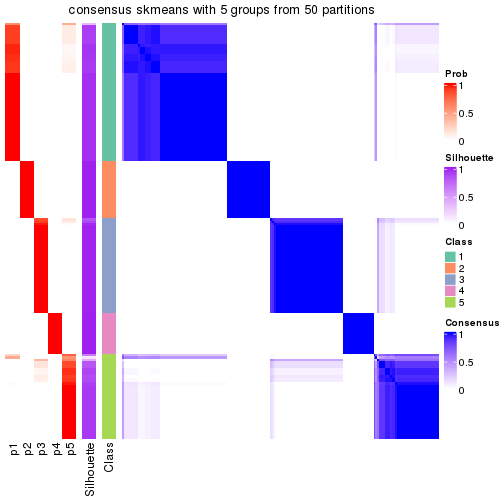 consensus skmeans with 5 groups from 50 partitions
Prob
1
0.5
0
Silhouette
1
0.5
0
Class
1
2
3
4
5
Consensus
1
0.5
0
p1
p2
p3
p4
p5
Silhouette
Class